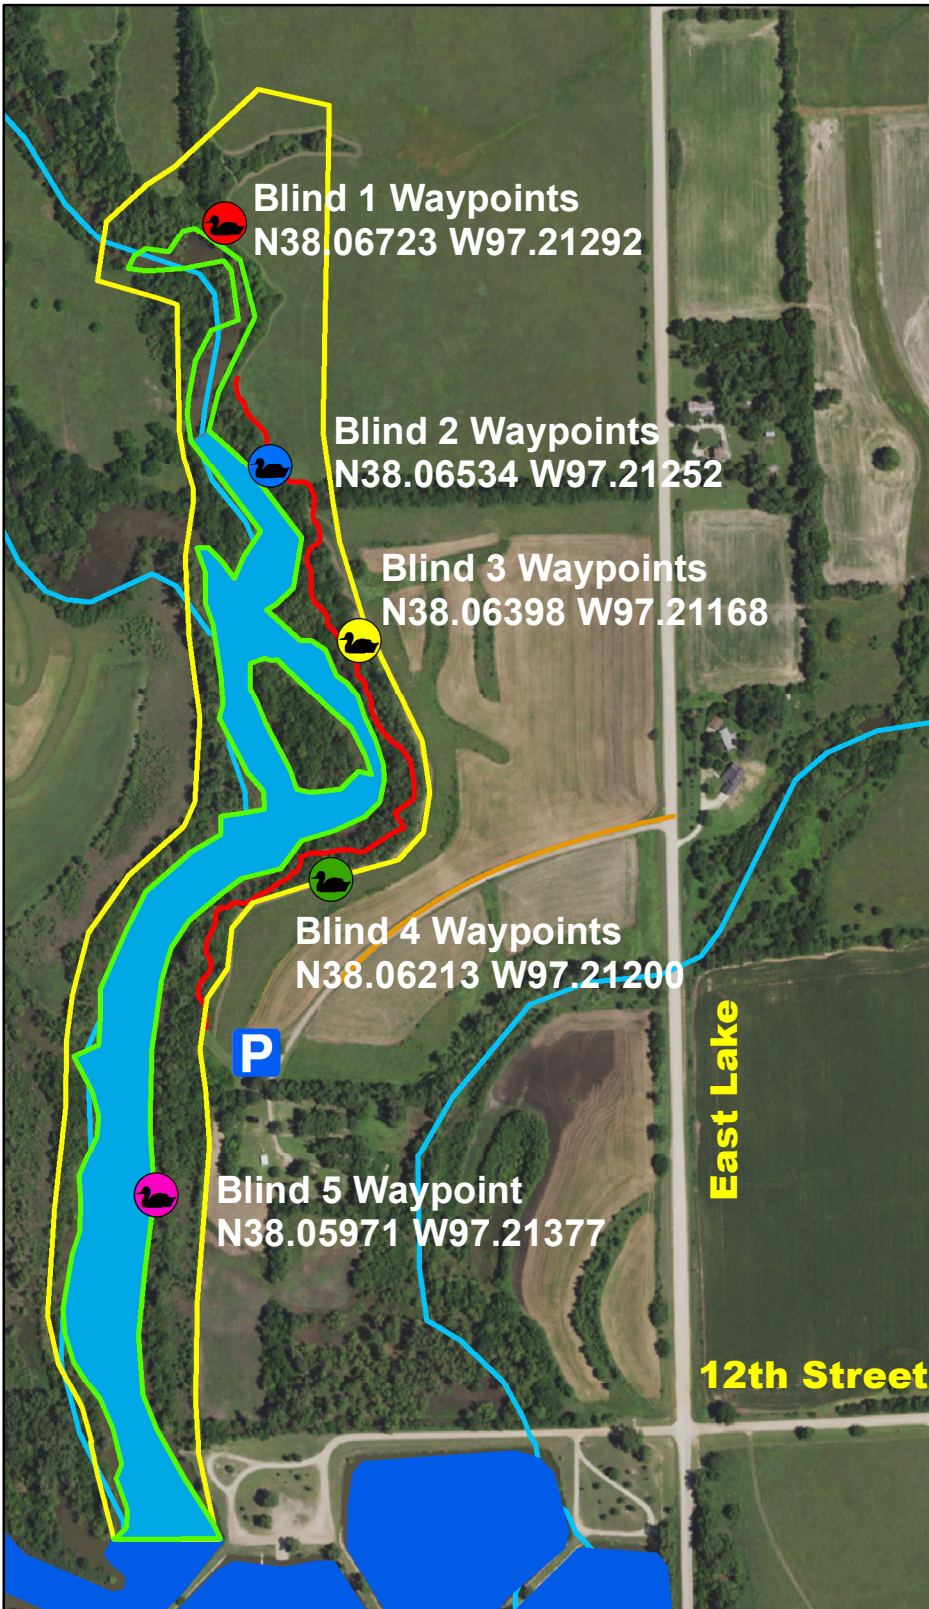 Blind 1 Waypoints
N38.06723 W97.21292
Blind 2 Waypoints
N38.06534 W97.21252
Blind 3 Waypoints
N38.06398 W97.21168
Blind 4 Waypoints
N38.06213 W97.21200
P
East Lake
Blind 5 Waypoint
N38.05971 W97.21377
12th Street